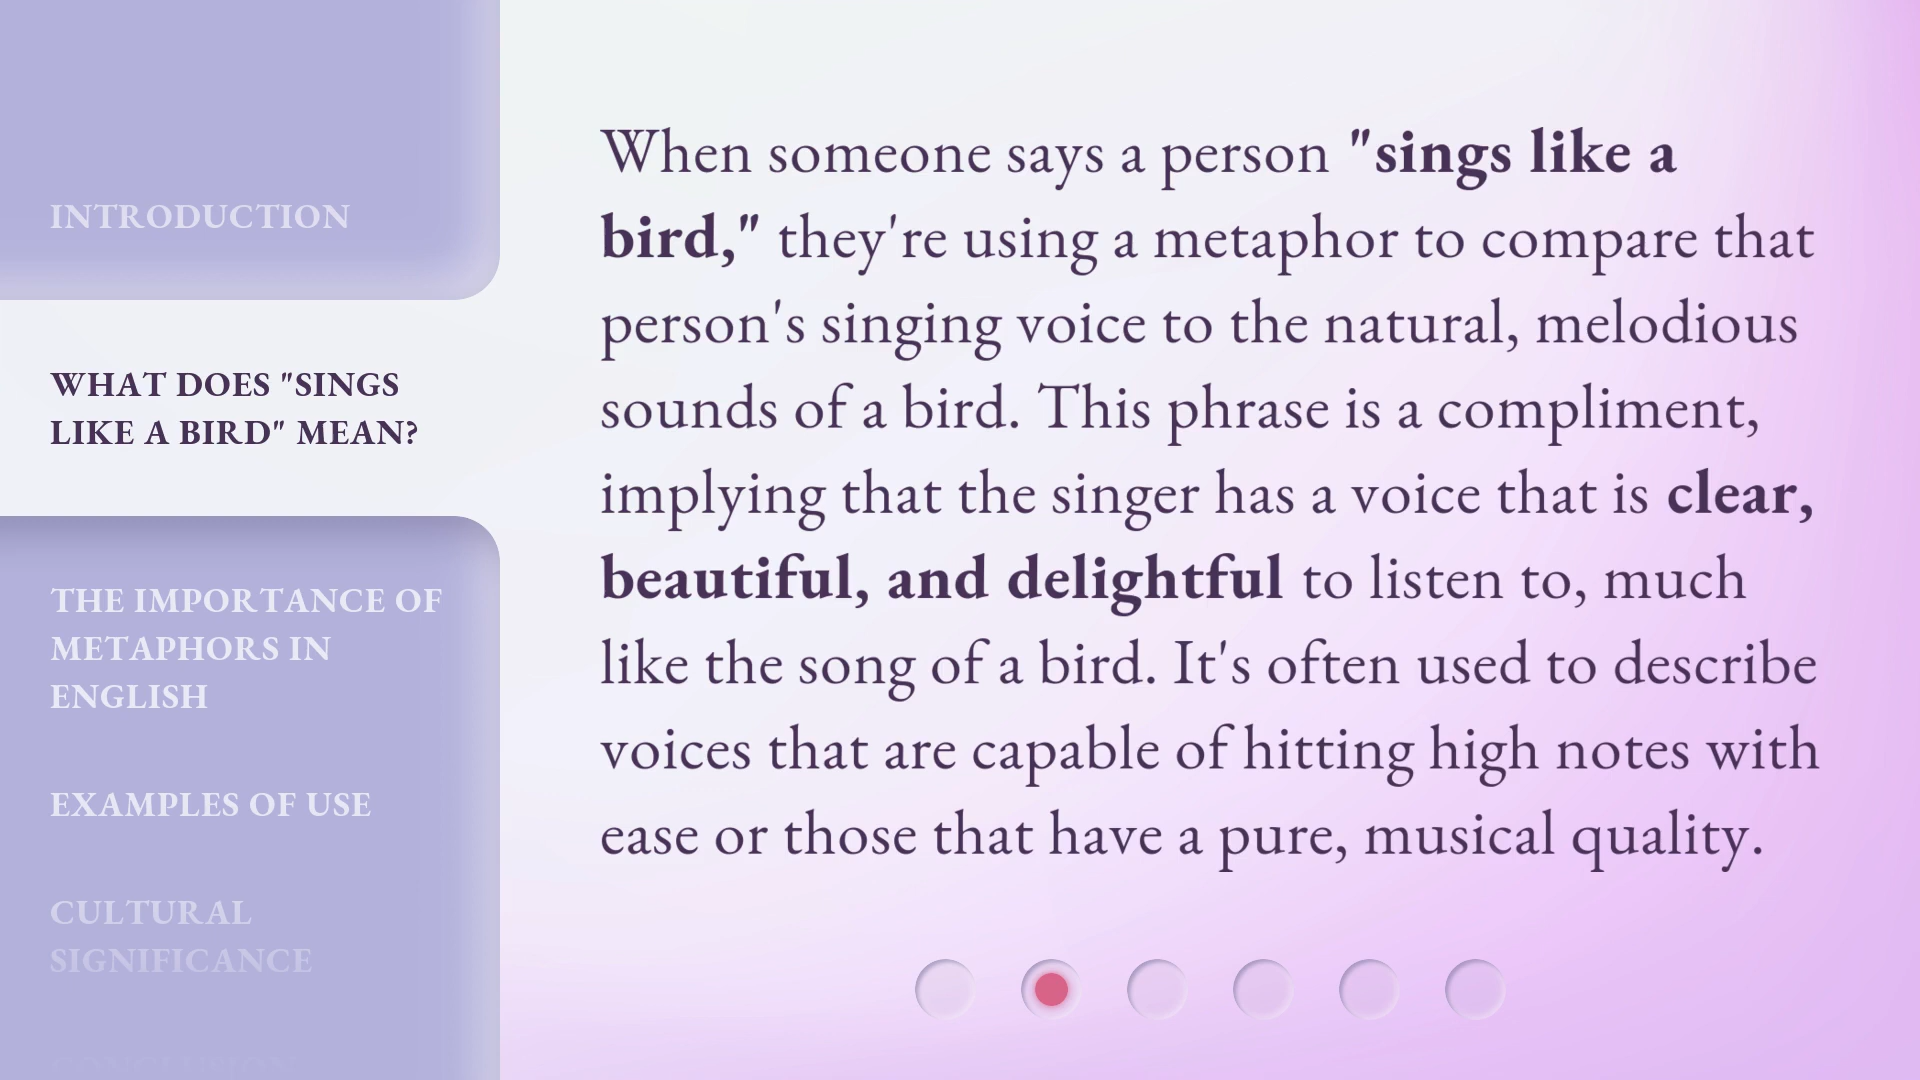 INTRODUCTION
WHAT DOES "SINGS
LIKE A BIRD" MEAN?
THE IMPORTANCE OF
METAPHORS IN
ENGLISH
EXAMPLES OF USE
CULTURAL
SIGNIFICANCE
CONCLUSION
When someone says a person "sings like a
bird," they're using a metaphor to compare that
person's singing voice to the natural, melodious
sounds of a bird. This phrase is a compliment,
implying that the singer has a voice that is clear,
beautiful, and delightful to listen to, much
like the song of a bird. It's often used to describe
voices that are capable of hitting high notes with
ease or those that have a pure, musical quality.